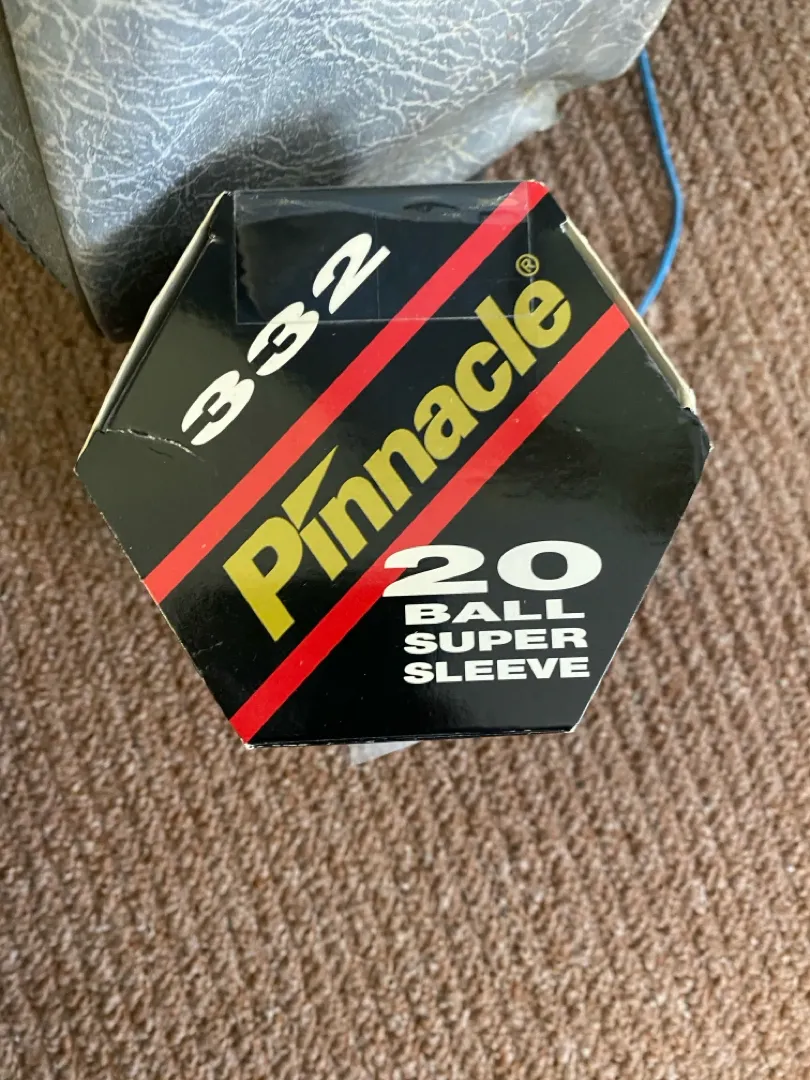 332
Pinnacle®
20
BALL
SUPER
SLEEVE